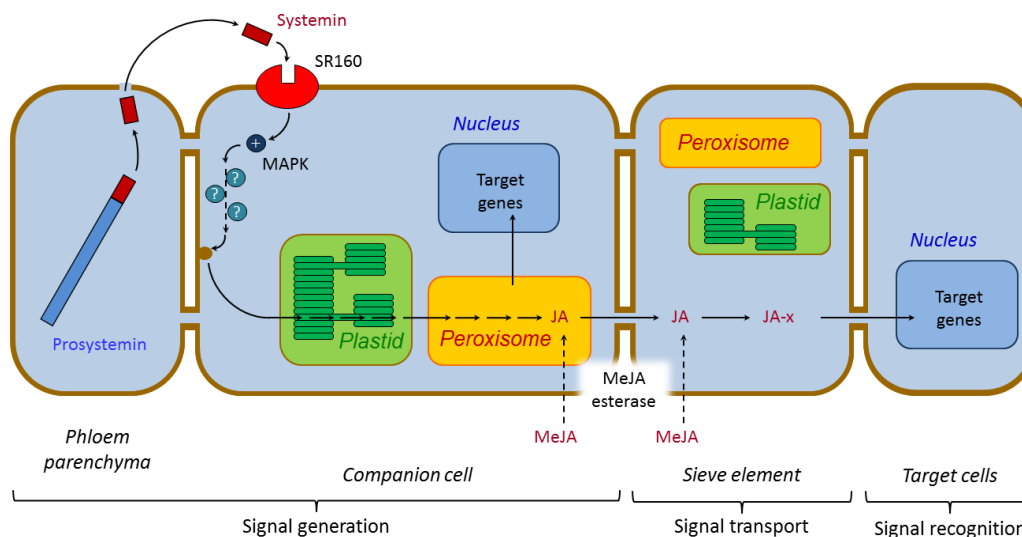 Systemin
SR160
Nucleus
Peroxisome
+
MAPK
?
?
?
Target
genes
Plastid
Nucleus
Target
genes
Prosystemin
Plastid
JA
Peroxisome
JA
JA-x
MeJA
esterase
MeJA
MeJA
Phloem
parenchyma
Companion cell
Sieve element
Target cells
Signal generation
Signal transport
Signal recognition